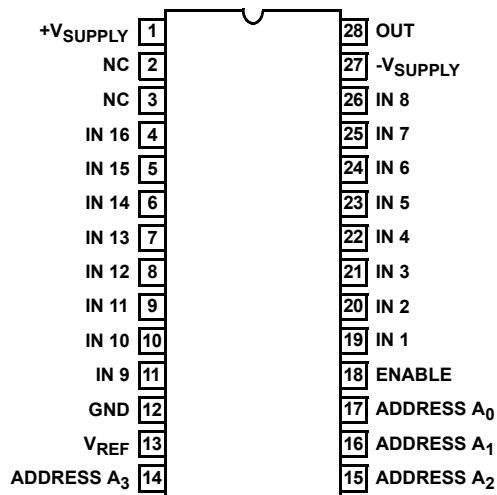 +VSUPPLY 1 28 OUT
NC 2 27 -VSUPPLY
NC 3 26 IN 8
IN 16 4 25 IN 7
IN 15 5 24 IN 6
IN 14 6 23 IN 5
IN 13 7 22 IN 4
IN 12 8 21 IN 3
IN 11 9 20 IN 2
IN 10 10 19 IN 1
IN 9 11 18 ENABLE
GND 12 17 ADDRESS A0
VREF 13 16 ADDRESS A1
ADDRESS A3 14 15 ADDRESS A2